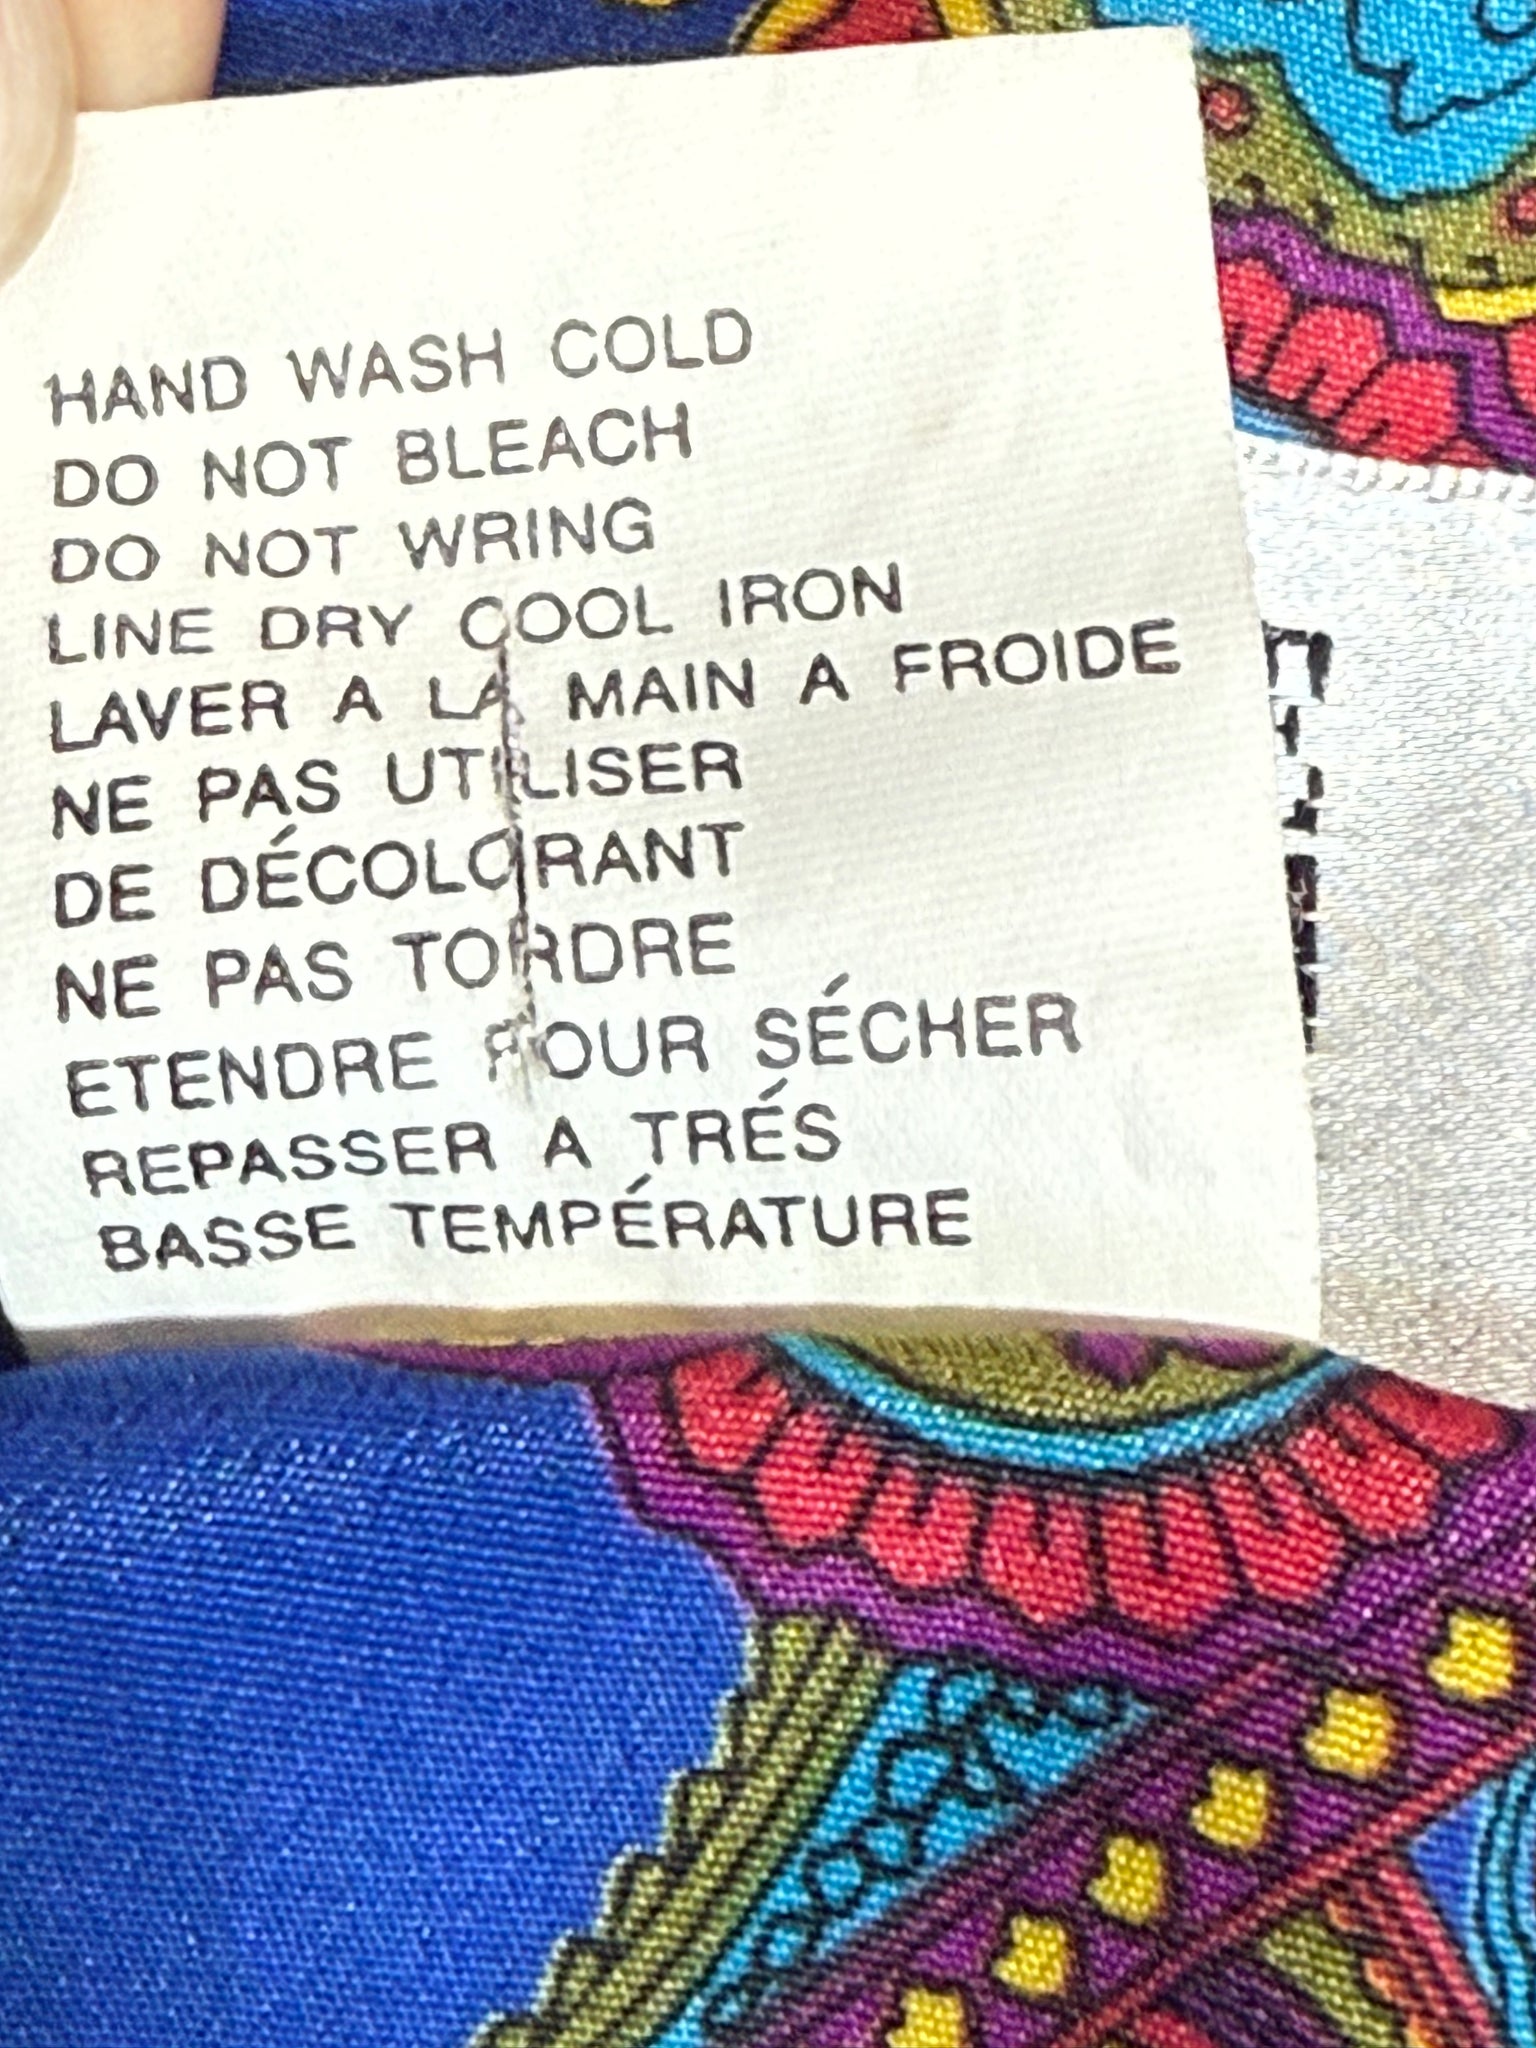 HAND WASH COLD
DO NOT BLEACH
DO NOT WRING
LINE DRY COOL IRON
LAVER A LA MAIN A FROIDE
NE PAS UTILISER
DE DÉCOLORANT
NE PAS TORDRE
ETENDRE POUR SÉCHER
REPASSER A TRÉS
BASSE TEMPÉRATURE